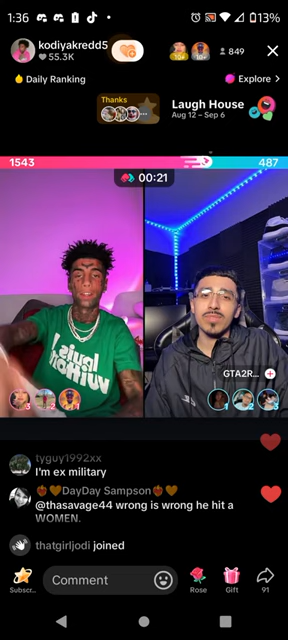 1:36
13%
kodiyakredd5
55.3K
849
Daily Ranking
Explore >
Thanks
Laugh House
Aug 12 – Sep 6
1543
487
00:21
GTA2R...
tyguy1992xx
I'm ex military
DayDay Sampson
@thasavage44 wrong is wrong he hit a
WOMEN.
thatgirljodi joined
Comment
Subscr...
Rose
Gift
91